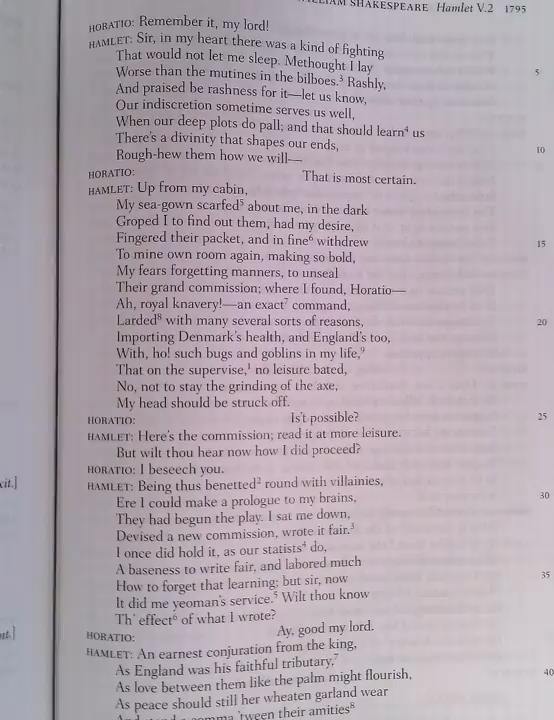 WILLIAM SHAKESPEARE Hamlet V.2 1795
HORATIO: Remember it, my lord!
HAMLET: Sir, in my heart there was a kind of fighting
That would not let me sleep. Methought I lay
Worse than the mutines in the bilboes.³ Rashly, 5
And praised be rashness for it—let us know,
Our indiscretion sometime serves us well,
When our deep plots do pall; and that should learn⁴ us
There's a divinity that shapes our ends,
Rough-hew them how we will— 10
HORATIO: That is most certain.
HAMLET: Up from my cabin,
My sea-gown scarfed⁵ about me, in the dark
Groped I to find out them, had my desire,
Fingered their packet, and in fine⁶ withdrew 15
To mine own room again, making so bold,
My fears forgetting manners, to unseal
Their grand commission; where I found, Horatio—
Ah, royal knavery!—an exact⁷ command,
Larded⁸ with many several sorts of reasons, 20
Importing Denmark's health, and England's too,
With, ho! such bugs and goblins in my life,⁹
That on the supervise,¹ no leisure bated,
No, not to stay the grinding of the axe,
My head should be struck off.
HORATIO: Is't possible? 25
HAMLET: Here's the commission; read it at more leisure.
But wilt thou hear now how I did proceed?
HORATIO: I beseech you.
HAMLET: Being thus benetted² round with villainies,
Ere I could make a prologue to my brains, 30
They had begun the play. I sat me down,
Devised a new commission, wrote it fair.³
I once did hold it, as our statists⁴ do,
A baseness to write fair, and labored much
How to forget that learning; but sir, now 35
It did me yeoman's service.⁵ Wilt thou know
Th' effect⁶ of what I wrote?
HORATIO: Ay, good my lord.
HAMLET: An earnest conjuration from the king,
As England was his faithful tributary,⁷
As love between them like the palm might flourish, 40
As peace should still her wheaten garland wear
And stand a comma 'tween their amities⁸